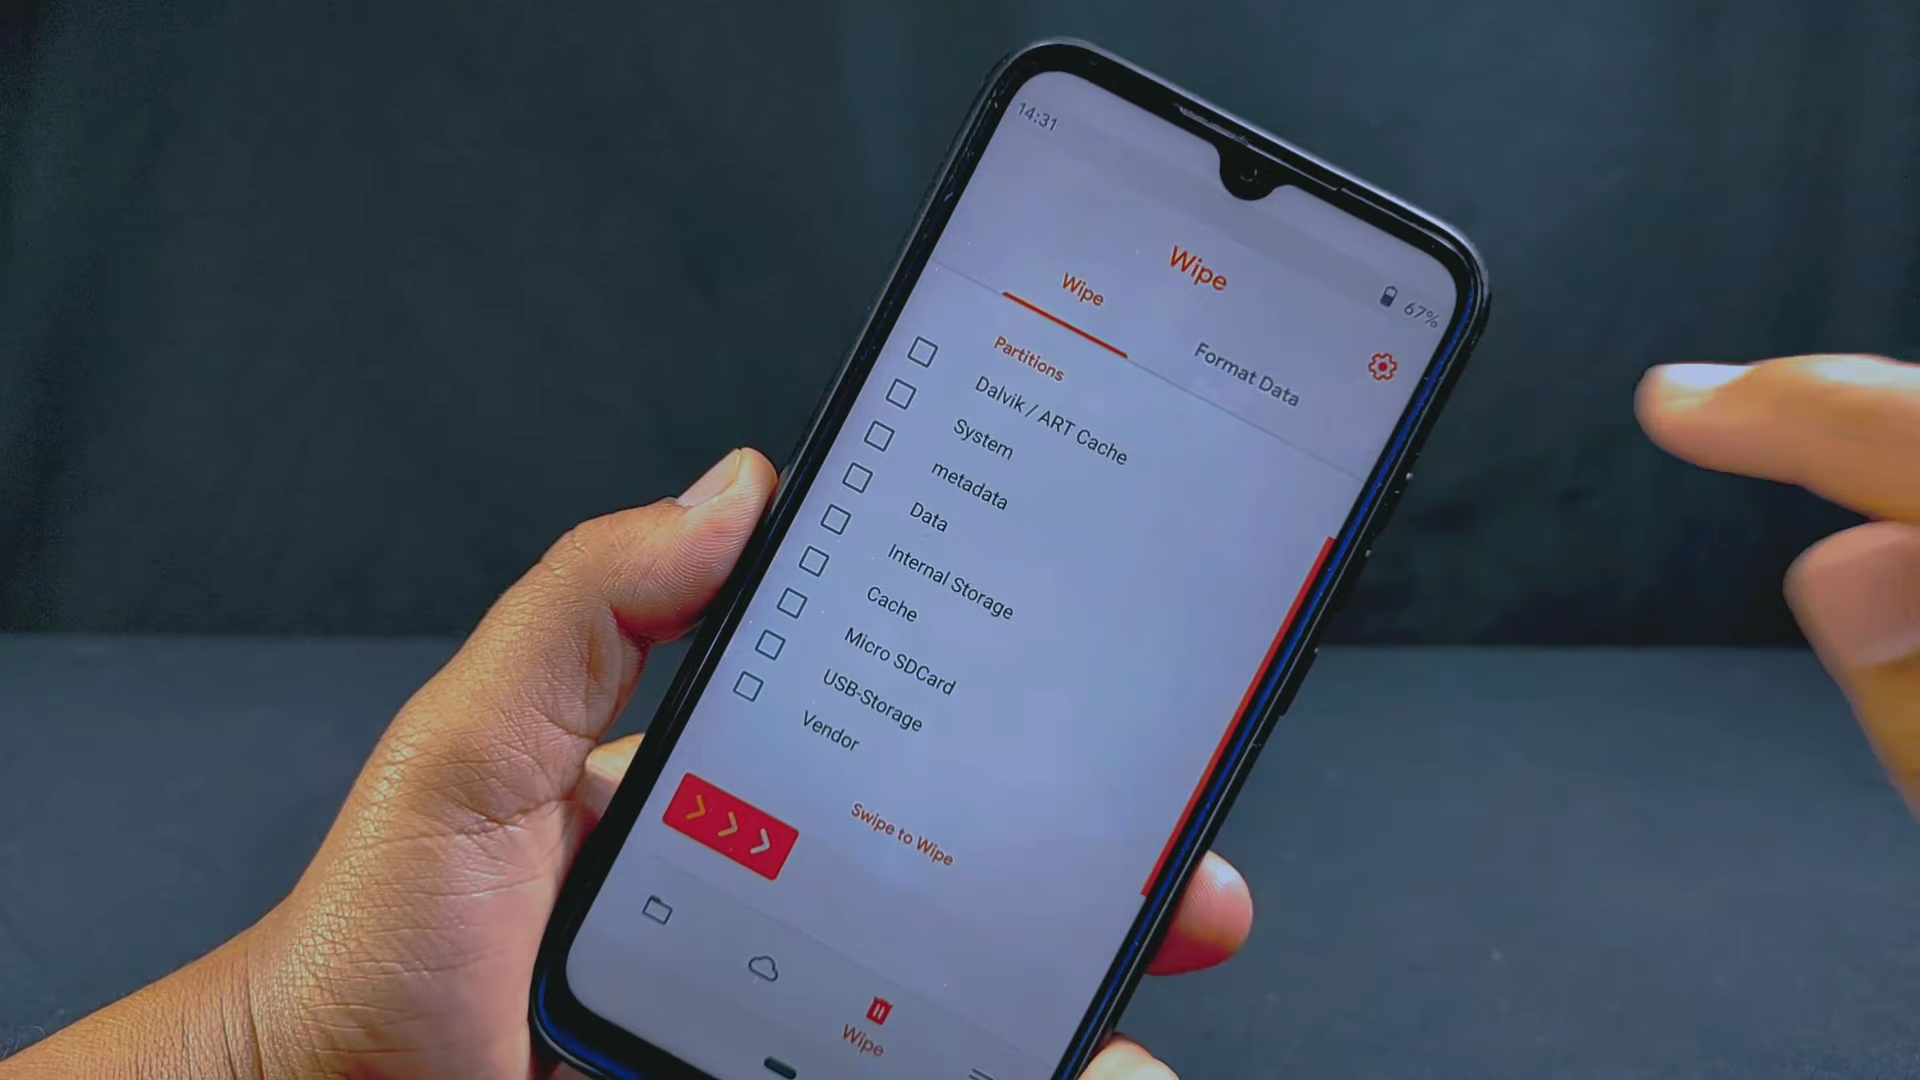 14:31
67%
Wipe
Wipe
Format Data
Partitions
Dalvik / ART Cache
System
metadata
Data
Internal Storage
Cache
Micro SDCard
USB-Storage
Vendor
Swipe to Wipe
Wipe